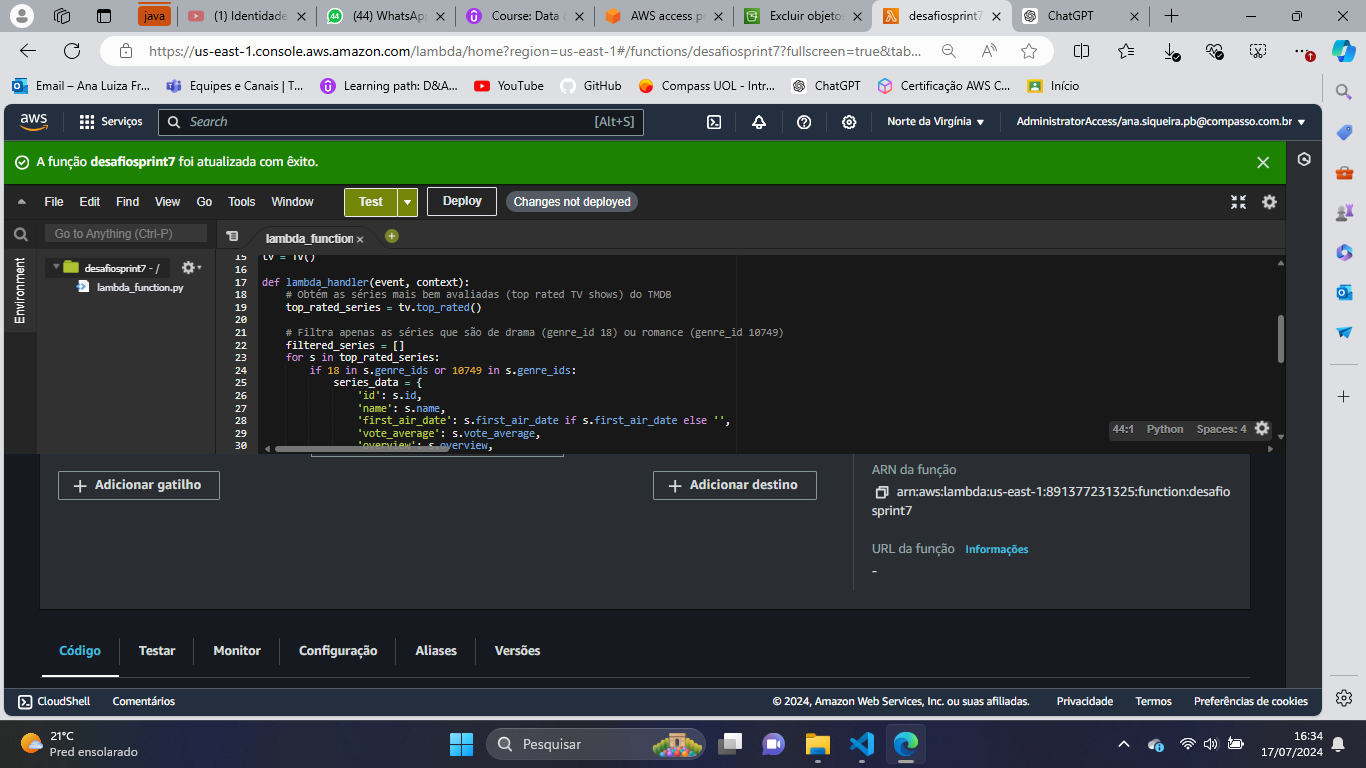 java
(1) Identidade
(44) WhatsAp
Course: Data
AWS access p
Excluir objetos
desafiosprint7
ChatGPT
https://us-east-1.console.aws.amazon.com/lambda/home?region=us-east-1#/functions/desafiosprint7?fullscreen=true&tab...
Email – Ana Luiza Fr...
Equipes e Canais | T...
Learning path: D&A...
YouTube
GitHub
Compass UOL - Intr...
ChatGPT
Certificação AWS C...
Início
aws
Serviços
Search
[Alt+S]
Norte da Virgínia
AdministratorAccess/ana.siqueira.pb@compasso.com.br
A função desafiosprint7 foi atualizada com êxito.
File Edit Find View Go Tools Window
Test
Deploy
Changes not deployed
Go to Anything (Ctrl-P)
lambda_function
Environment
desafiosprint7 - /
lambda_function.py
15 tv = TV()
16
17 def lambda_handler(event, context):
18 # Obtém as séries mais bem avaliadas (top rated TV shows) do TMDB
19 top_rated_series = tv.top_rated()
20
21 # Filtra apenas as séries que são de drama (genre_id 18) ou romance (genre_id 10749)
22 filtered_series = []
23 for s in top_rated_series:
24 if 18 in s.genre_ids or 10749 in s.genre_ids:
25 series_data = {
26 'id': s.id,
27 'name': s.name,
28 'first_air_date': s.first_air_date if s.first_air_date else '',
29 'vote_average': s.vote_average,
30 'overview': s.overview,
44:1 Python Spaces: 4
Adicionar gatilho
Adicionar destino
ARN da função
arn:aws:lambda:us-east-1:891377231325:function:desafio
sprint7
URL da função Informações
-
Código
Testar
Monitor
Configuração
Aliases
Versões
CloudShell
Comentários
© 2024, Amazon Web Services, Inc. ou suas afiliadas.
Privacidade
Termos
Preferências de cookies
21°C
Pred ensolarado
Pesquisar
16:34
17/07/2024